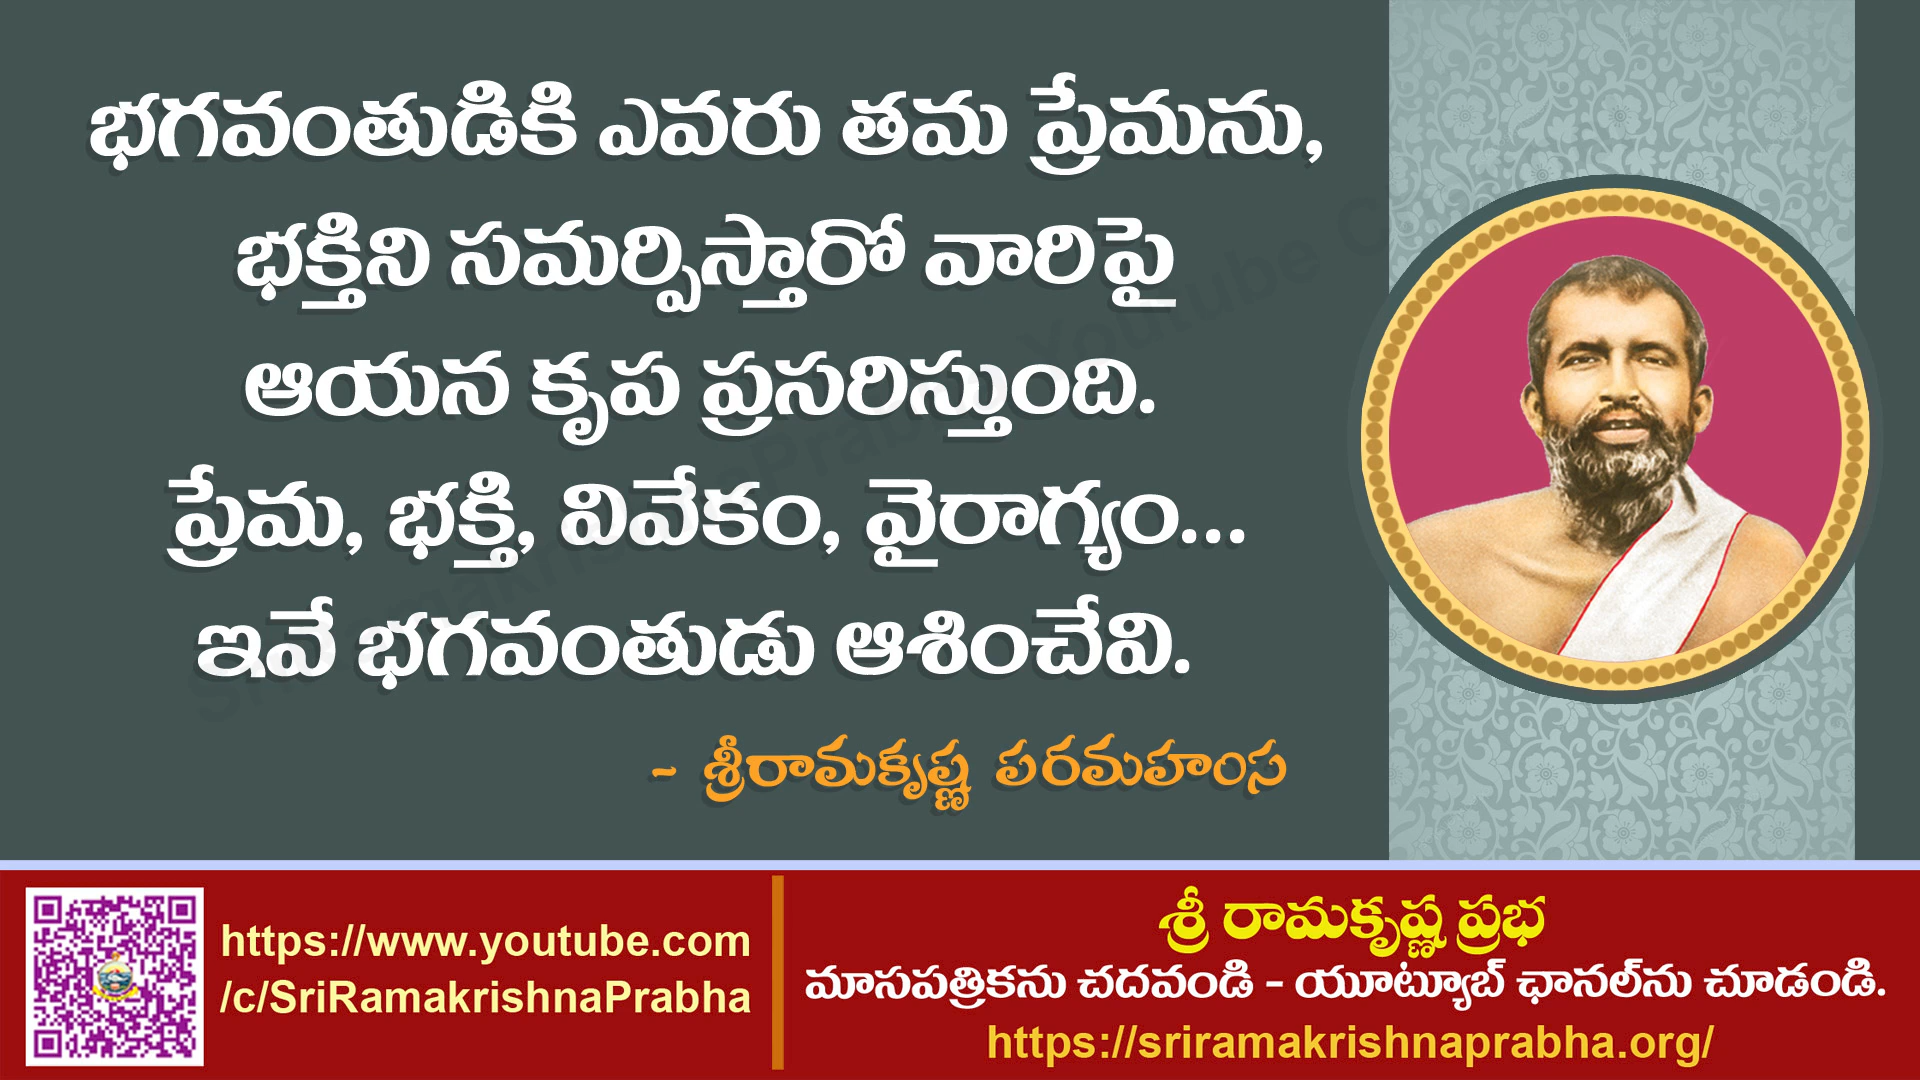 భగవంతుడికి ఎవరు తమ ప్రేమను,
భక్తిని సమర్పిస్తారో వారిపై
ఆయన కృప ప్రసరిస్తుంది.
ప్రేమ, భక్తి, వివేకం, వైరాగ్యం...
ఇవే భగవంతుడు ఆశించేవి.
- శ్రీరామకృష్ణ పరమహంస
https://www.youtube.com
/c/SriRamakrishnaPrabha
శ్రీ రామకృష్ణ ప్రభ
మాసపత్రికను చదవండి - యూట్యూబ్ ఛానల్‌ను చూడండి.
https://sriramakrishnaprabha.org/